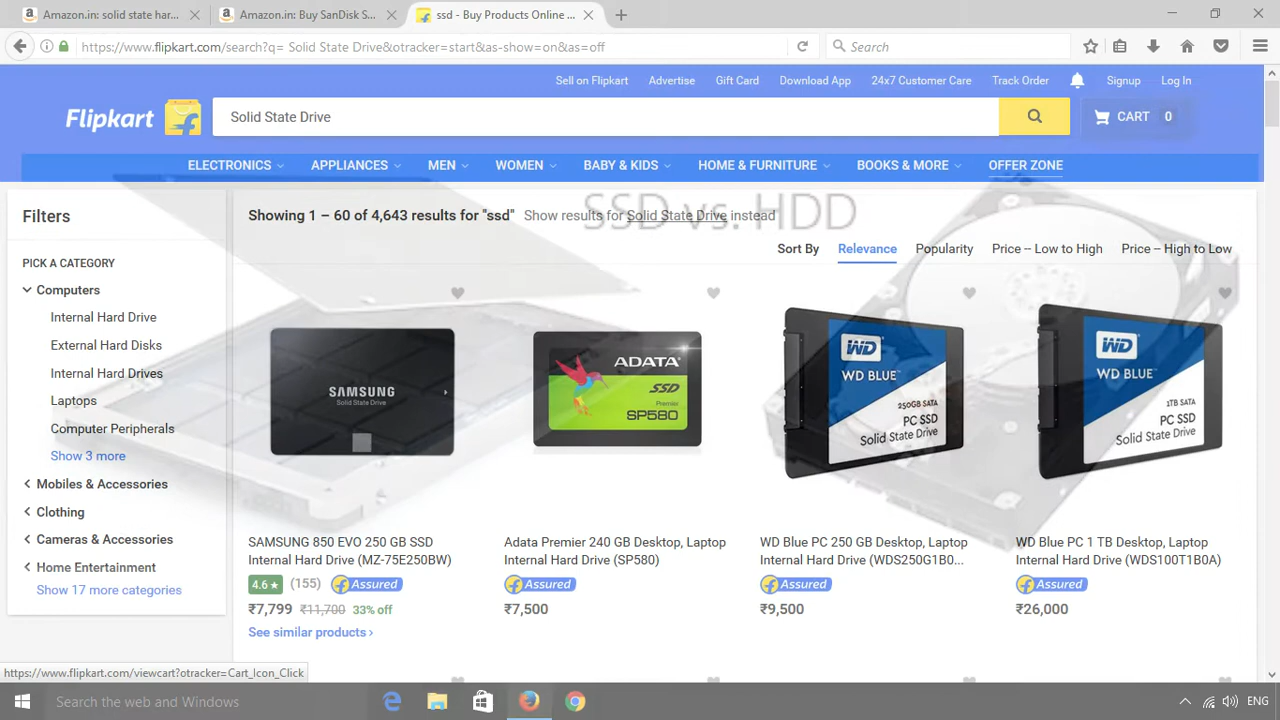 Amazon.in: solid state har...
Amazon.in: Buy SanDisk S...
ssd - Buy Products Online ...
https://www.flipkart.com/search?q= Solid State Drive&otracker=start&as-show=on&as=off
Search
Sell on Flipkart
Advertise
Gift Card
Download App
24x7 Customer Care
Track Order
Signup
Log In
Flipkart
Solid State Drive
CART 0
ELECTRONICS
APPLIANCES
MEN
WOMEN
BABY & KIDS
HOME & FURNITURE
BOOKS & MORE
OFFER ZONE
SSD vs. HDD
Filters
Showing 1 – 60 of 4,643 results for "ssd" Show results for Solid State Drive instead
Sort By
Relevance
Popularity
Price -- Low to High
Price -- High to Low
PICK A CATEGORY
Computers
Internal Hard Drive
External Hard Disks
Internal Hard Drives
Laptops
Computer Peripherals
Show 3 more
Mobiles & Accessories
Clothing
Cameras & Accessories
Home Entertainment
Show 17 more categories
SAMSUNG
Solid State Drive
ADATA
SSD
Premier
SP580
WD
WD BLUE
250GB SATA
PC SSD
Solid State Drive
WD
WD BLUE
1TB SATA
PC SSD
Solid State Drive
SAMSUNG 850 EVO 250 GB SSD
Internal Hard Drive (MZ-75E250BW)
4.6 ★ (155) Assured
₹7,799 ₹11,700 33% off
See similar products
Adata Premier 240 GB Desktop, Laptop
Internal Hard Drive (SP580)
Assured
₹7,500
WD Blue PC 250 GB Desktop, Laptop
Internal Hard Drive (WDS250G1B0...
Assured
₹9,500
WD Blue PC 1 TB Desktop, Laptop
Internal Hard Drive (WDS100T1B0A)
Assured
₹26,000
https://www.flipkart.com/viewcart?otracker=Cart_Icon_Click
Search the web and Windows
ENG